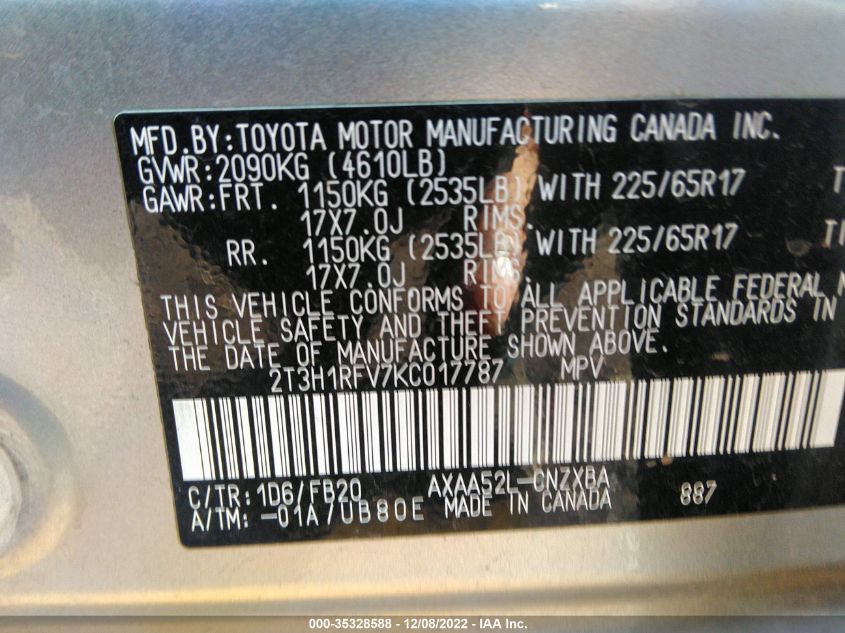 MFD.BY:TOYOTA MOTOR MANUFACTURING CANADA INC.
GVWR:2090KG (4610LB)
GAWR:FRT. 1150KG (2535LB) WITH 225/65R17 T
17X7.0J RIMS.
RR. 1150KG (2535LB) WITH 225/65R17 TI
17X7.0J RIMS.
THIS VEHICLE CONFORMS TO ALL APPLICABLE FEDERAL M
VEHICLE SAFETY AND THEFT PREVENTION STANDARDS IN
THE DATE OF MANUFACTURE SHOWN ABOVE.
2T3H1RFV7KC017787 MPV
C/TR:1D6/FB20 AXAA52L-CNZXBA 887
A/TM:-01A/UB80E MADE IN CANADA
000-35328588 - 12/08/2022 - IAA Inc.